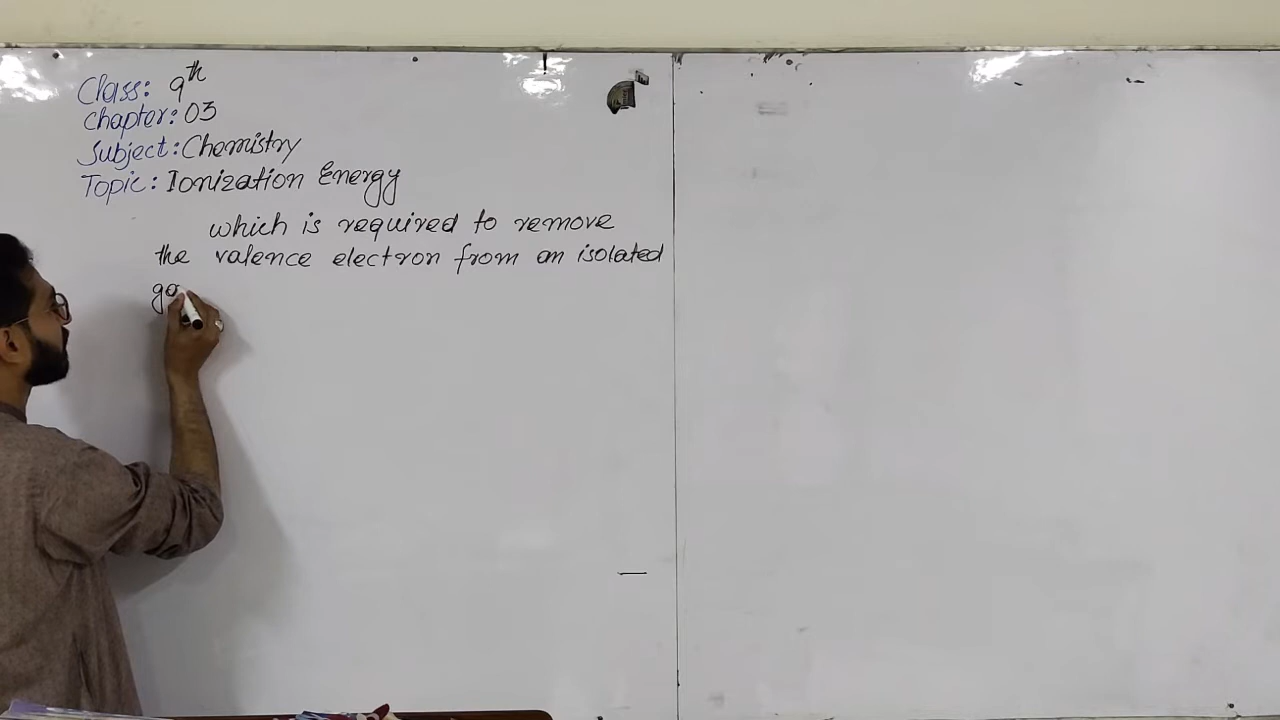 Class: 9th
Chapter: 03
Subject: Chemistry
Topic: Ionization Energy
which is required to remove
the valence electron from an isolated
ga